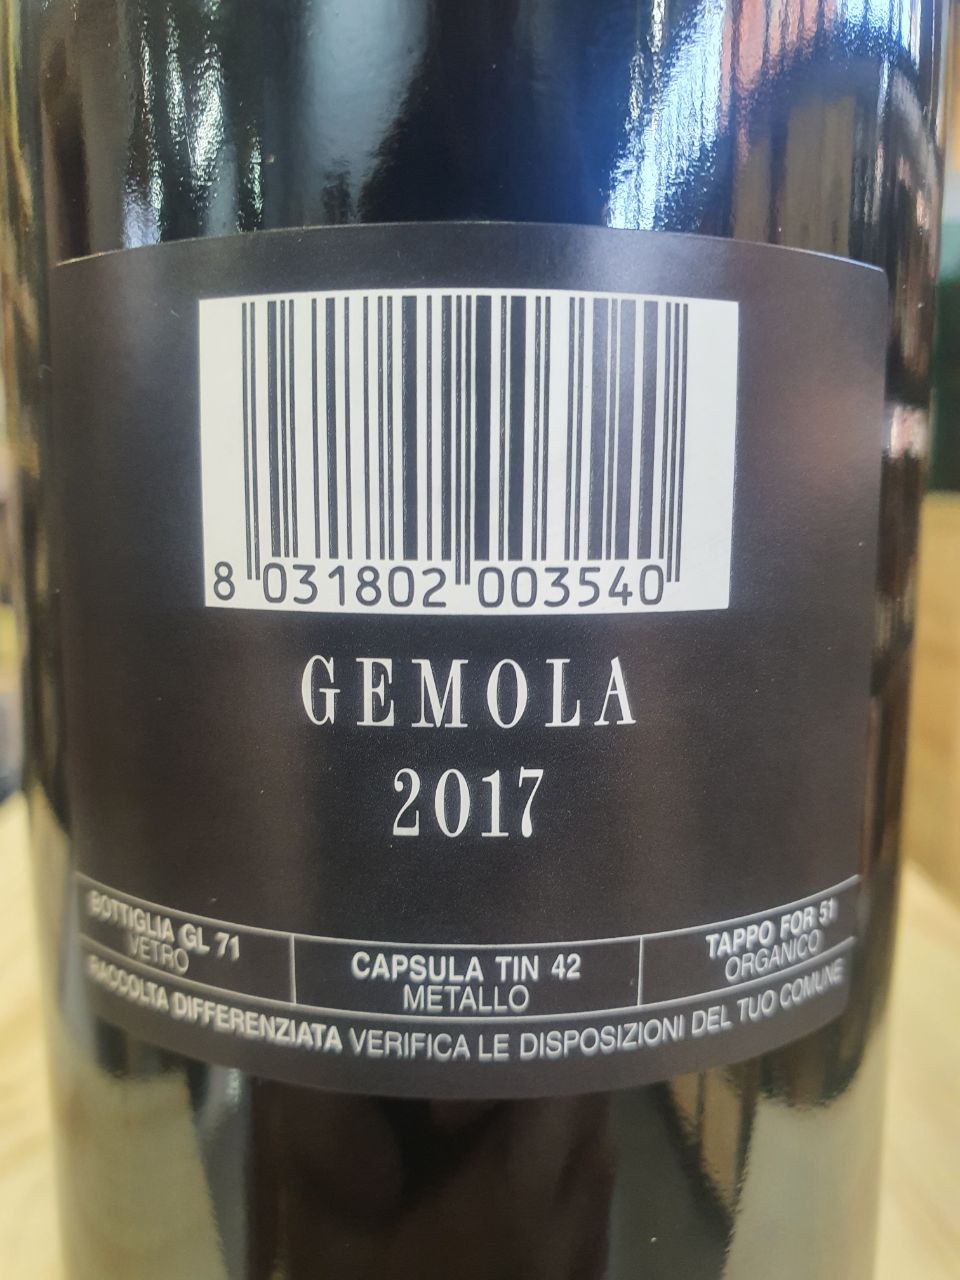 8 031802 003540
GEMOLA
2017
BOTTIGLIA GL 71
VETRO
CAPSULA TIN 42
METALLO
TAPPO FOR 51
ORGANICO
RACCOLTA DIFFERENZIATA VERIFICA LE DISPOSIZIONI DEL TUO COMUNE